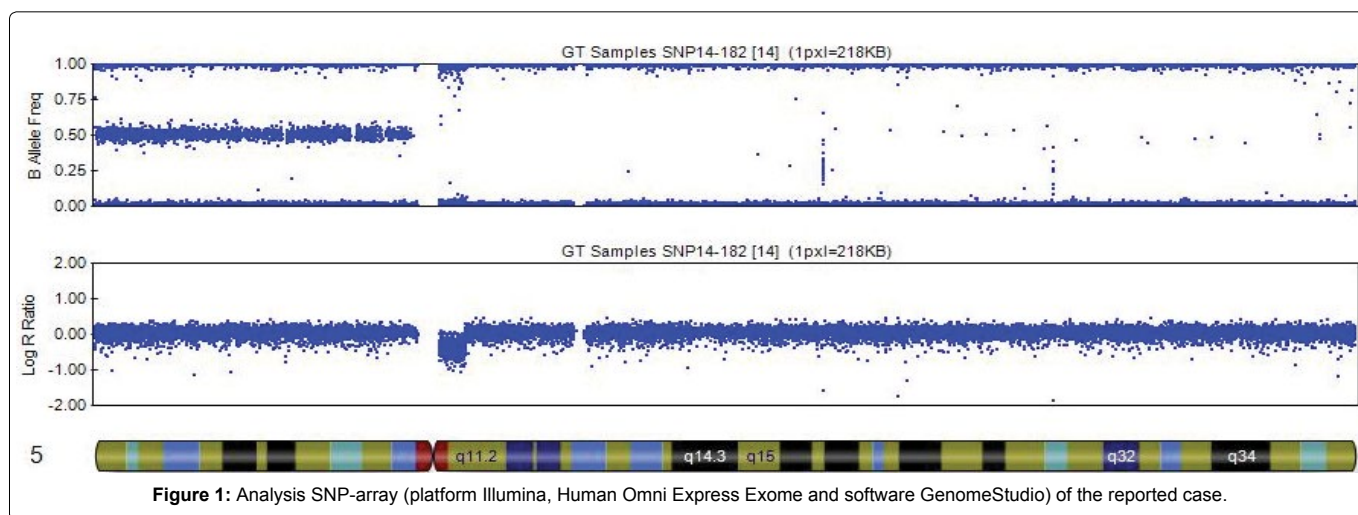 GT Samples SNP14-182 [14] (1pxl=218KB)
B Allele Freq
1.00
0.75
0.50
0.25
0.00
GT Samples SNP14-182 [14] (1pxl=218KB)
Log R Ratio
2.00
1.00
0.00
-1.00
-2.00
5
q11.2
q14.3
q15
q32
q34
Figure 1: Analysis SNP-array (platform Illumina, Human Omni Express Exome and software GenomeStudio) of the reported case.